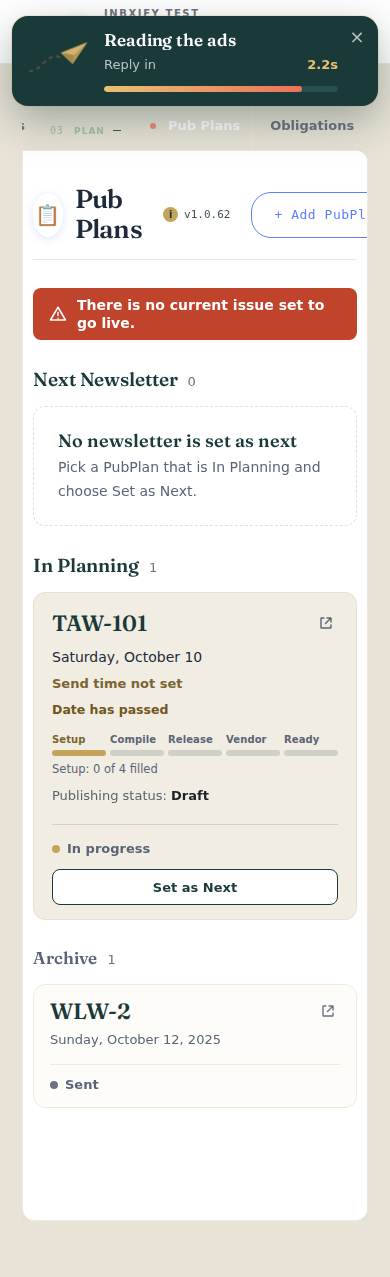 INBXIFY TEST
Reading the ads
Reply in 2.2s
03 PLAN — Pub Plans Obligations
Pub
Plans
i v1.0.62
+ Add PubPl
There is no current issue set to
go live.
Next Newsletter 0
No newsletter is set as next
Pick a PubPlan that is In Planning and
choose Set as Next.
In Planning 1
TAW-101
Saturday, October 10
Send time not set
Date has passed
Setup Compile Release Vendor Ready
Setup: 0 of 4 filled
Publishing status: Draft
In progress
Set as Next
Archive 1
WLW-2
Sunday, October 12, 2025
Sent